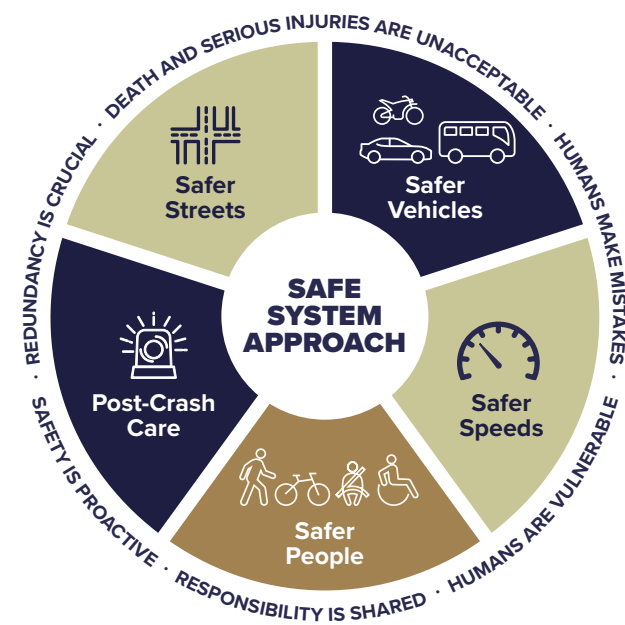 DEATH AND SERIOUS INJURIES ARE UNACCEPTABLE ·
HUMANS MAKE MISTAKES ·
HUMANS ARE VULNERABLE ·
RESPONSIBILITY IS SHARED ·
SAFETY IS PROACTIVE ·
REDUNDANCY IS CRUCIAL ·
Safer
Streets
Safer
Vehicles
SAFE
SYSTEM
APPROACH
Post-Crash
Care
Safer
Speeds
Safer
People